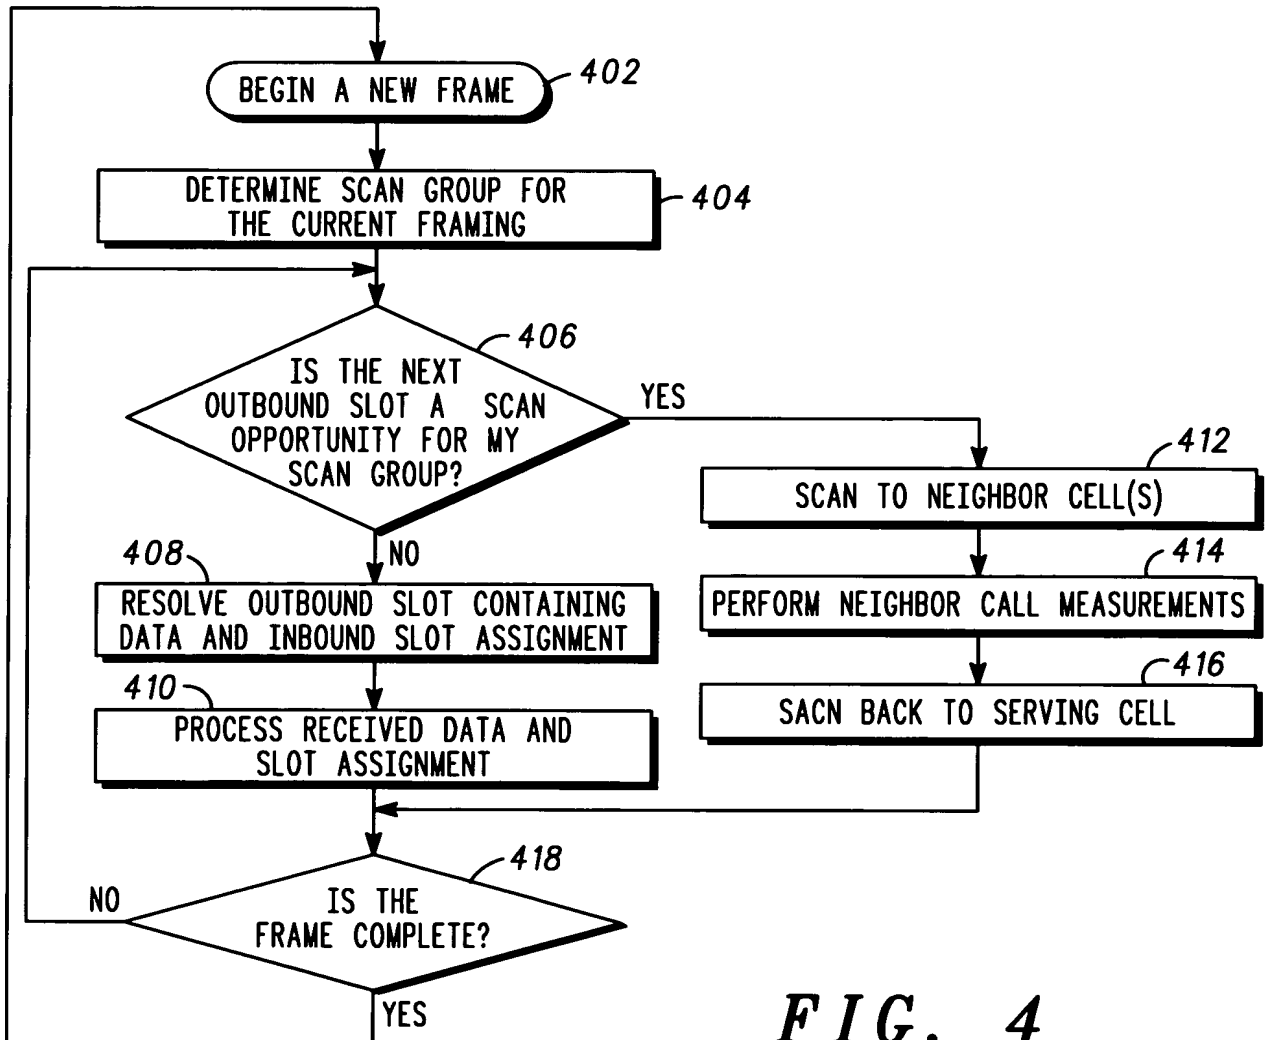 BEGIN A NEW FRAME
402
DETERMINE SCAN GROUP FOR
THE CURRENT FRAMING
404
406
IS THE NEXT
OUTBOUND SLOT A SCAN
OPPORTUNITY FOR MY
SCAN GROUP?
YES
NO
412
SCAN TO NEIGHBOR CELL(S)
414
PERFORM NEIGHBOR CALL MEASUREMENTS
416
SACN BACK TO SERVING CELL
408
RESOLVE OUTBOUND SLOT CONTAINING
DATA AND INBOUND SLOT ASSIGNMENT
410
PROCESS RECEIVED DATA AND
SLOT ASSIGNMENT
418
IS THE
FRAME COMPLETE?
NO
YES
FIG. 4